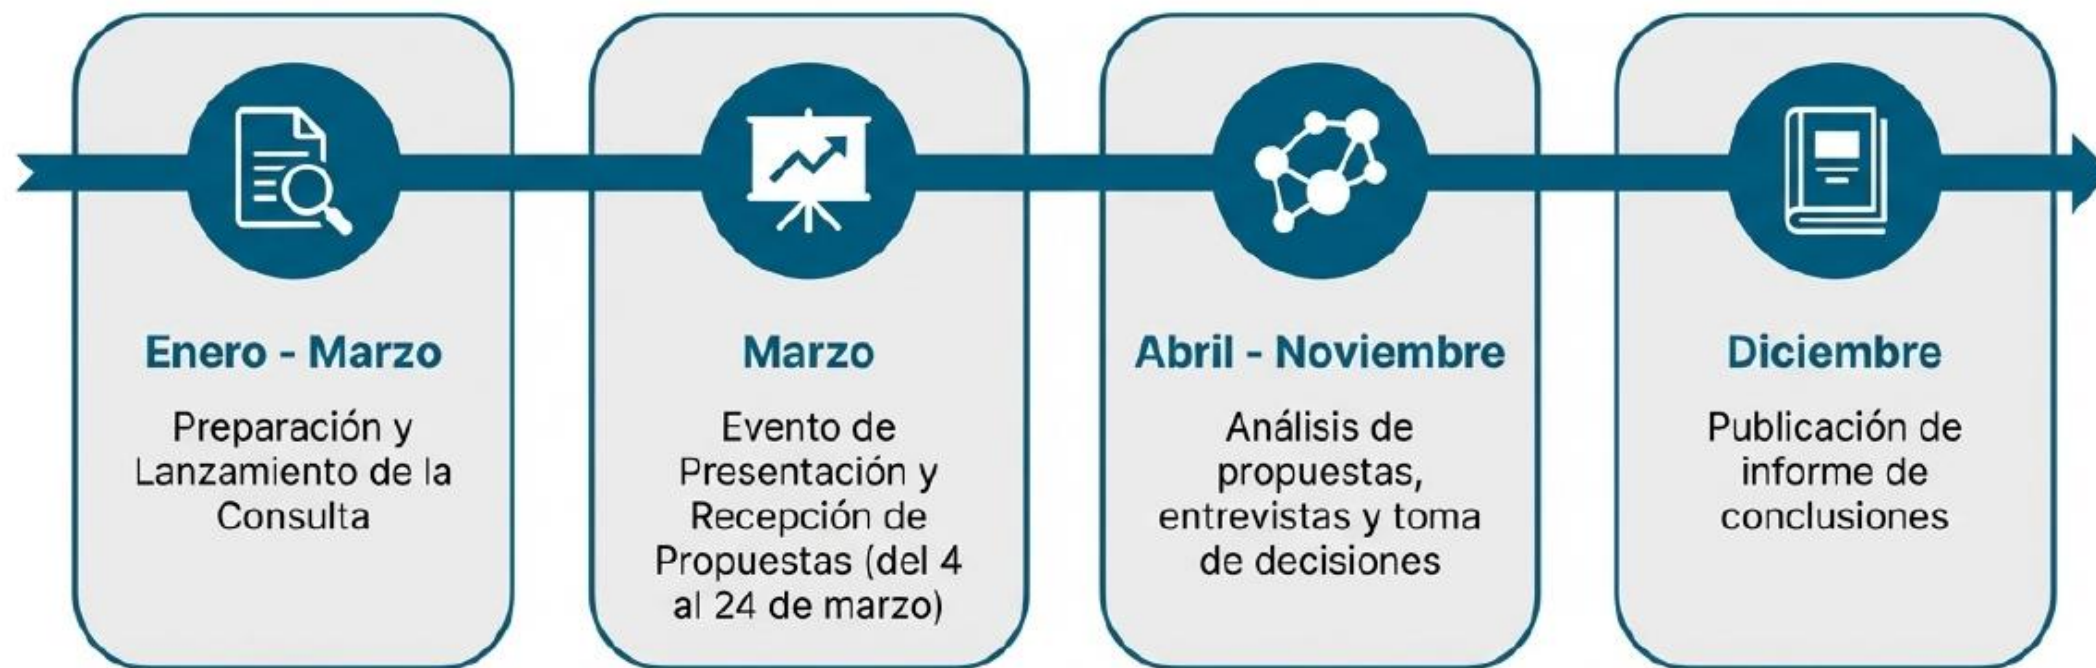 Enero - Marzo
Preparación y
Lanzamiento de la
Consulta
Marzo
Evento de
Presentación y
Recepción de
Propuestas (del 4
al 24 de marzo)
Abril - Noviembre
Análisis de
propuestas,
entrevistas y toma
de decisiones
Diciembre
Publicación de
informe de
conclusiones